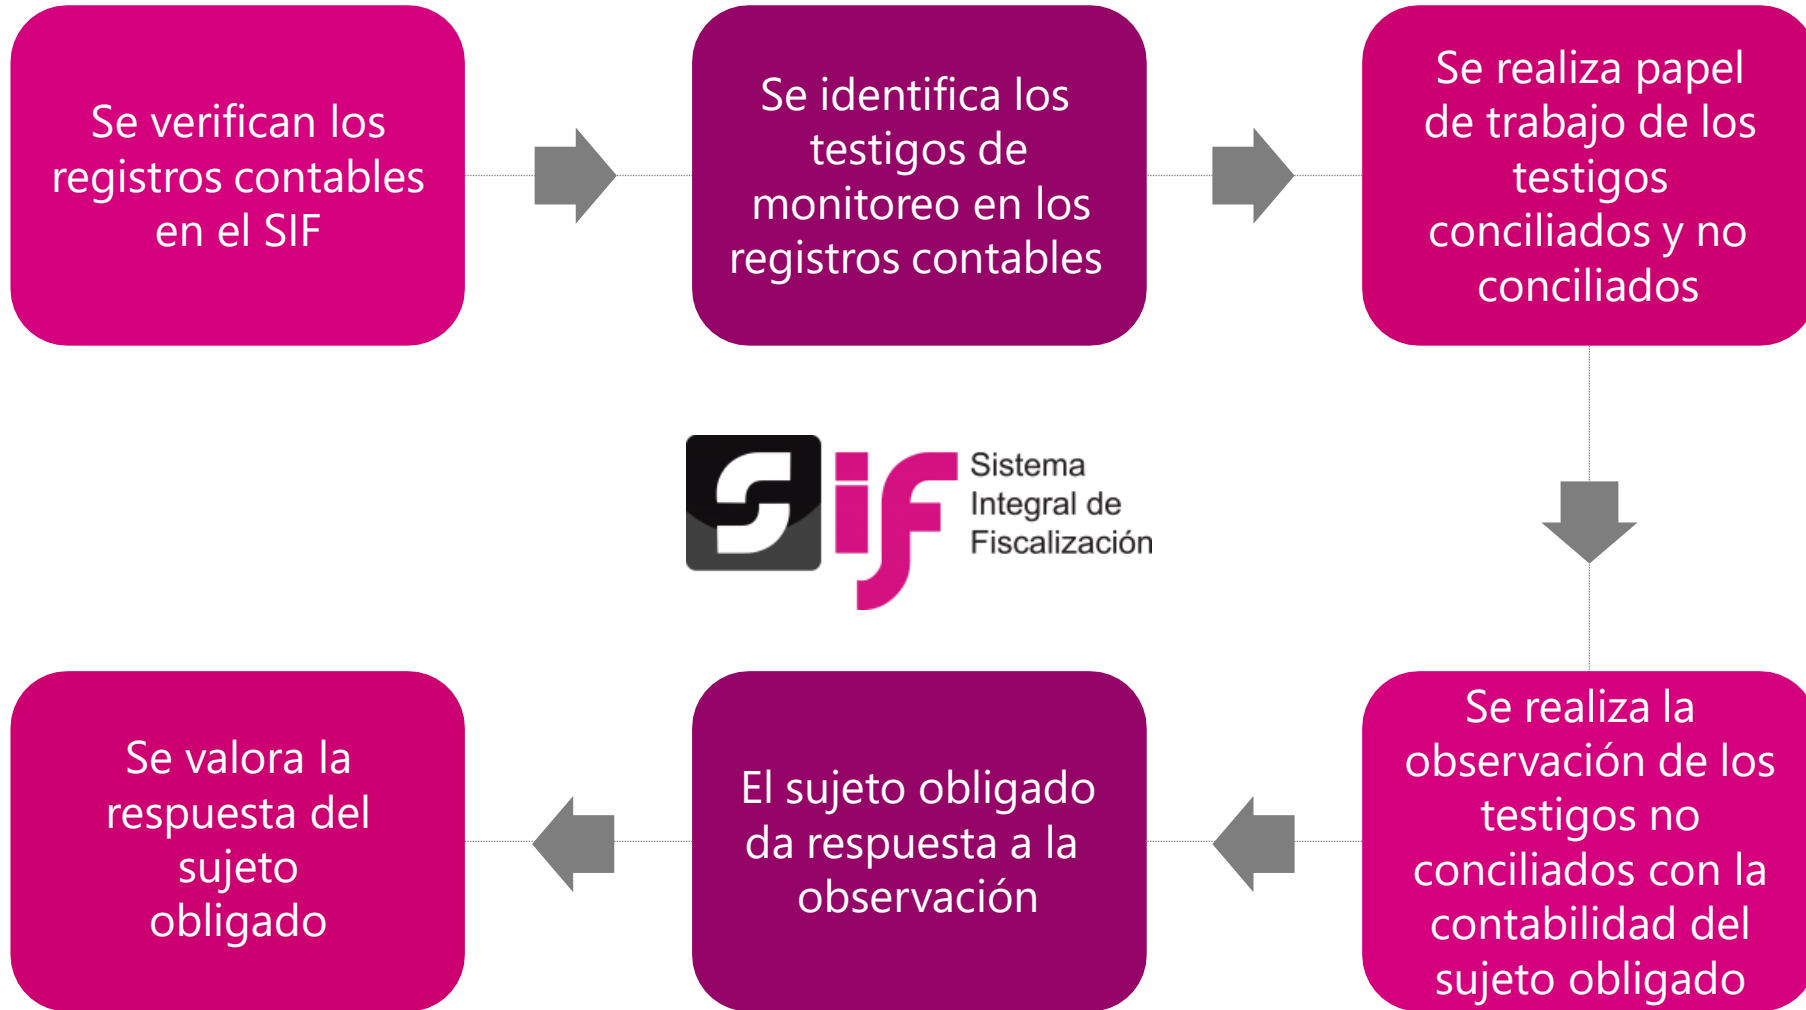 Se verifican los
registros contables
en el SIF
Se identifica los
testigos de
monitoreo en los
registros contables
Se realiza papel
de trabajo de los
testigos
conciliados y no
conciliados
sif
Sistema
Integral de
Fiscalización
Se realiza la
observación de los
testigos no
conciliados con la
contabilidad del
sujeto obligado
El sujeto obligado
da respuesta a la
observación
Se valora la
respuesta del
sujeto
obligado